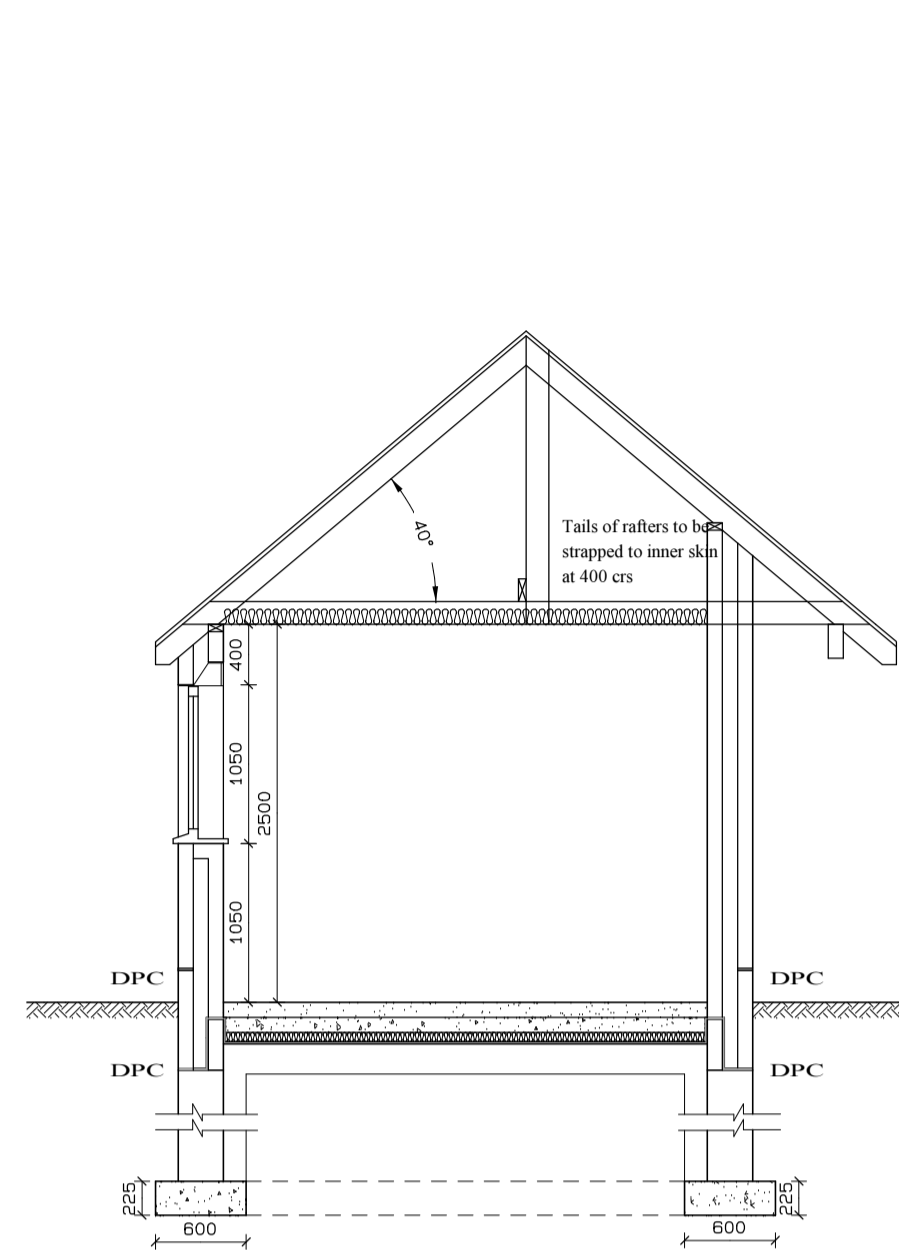 40°
Tails of rafters to be
strapped to inner skin
at 400 crs
400
1050
2500
1050
DPC
DPC
DPC
DPC
225
225
600
600